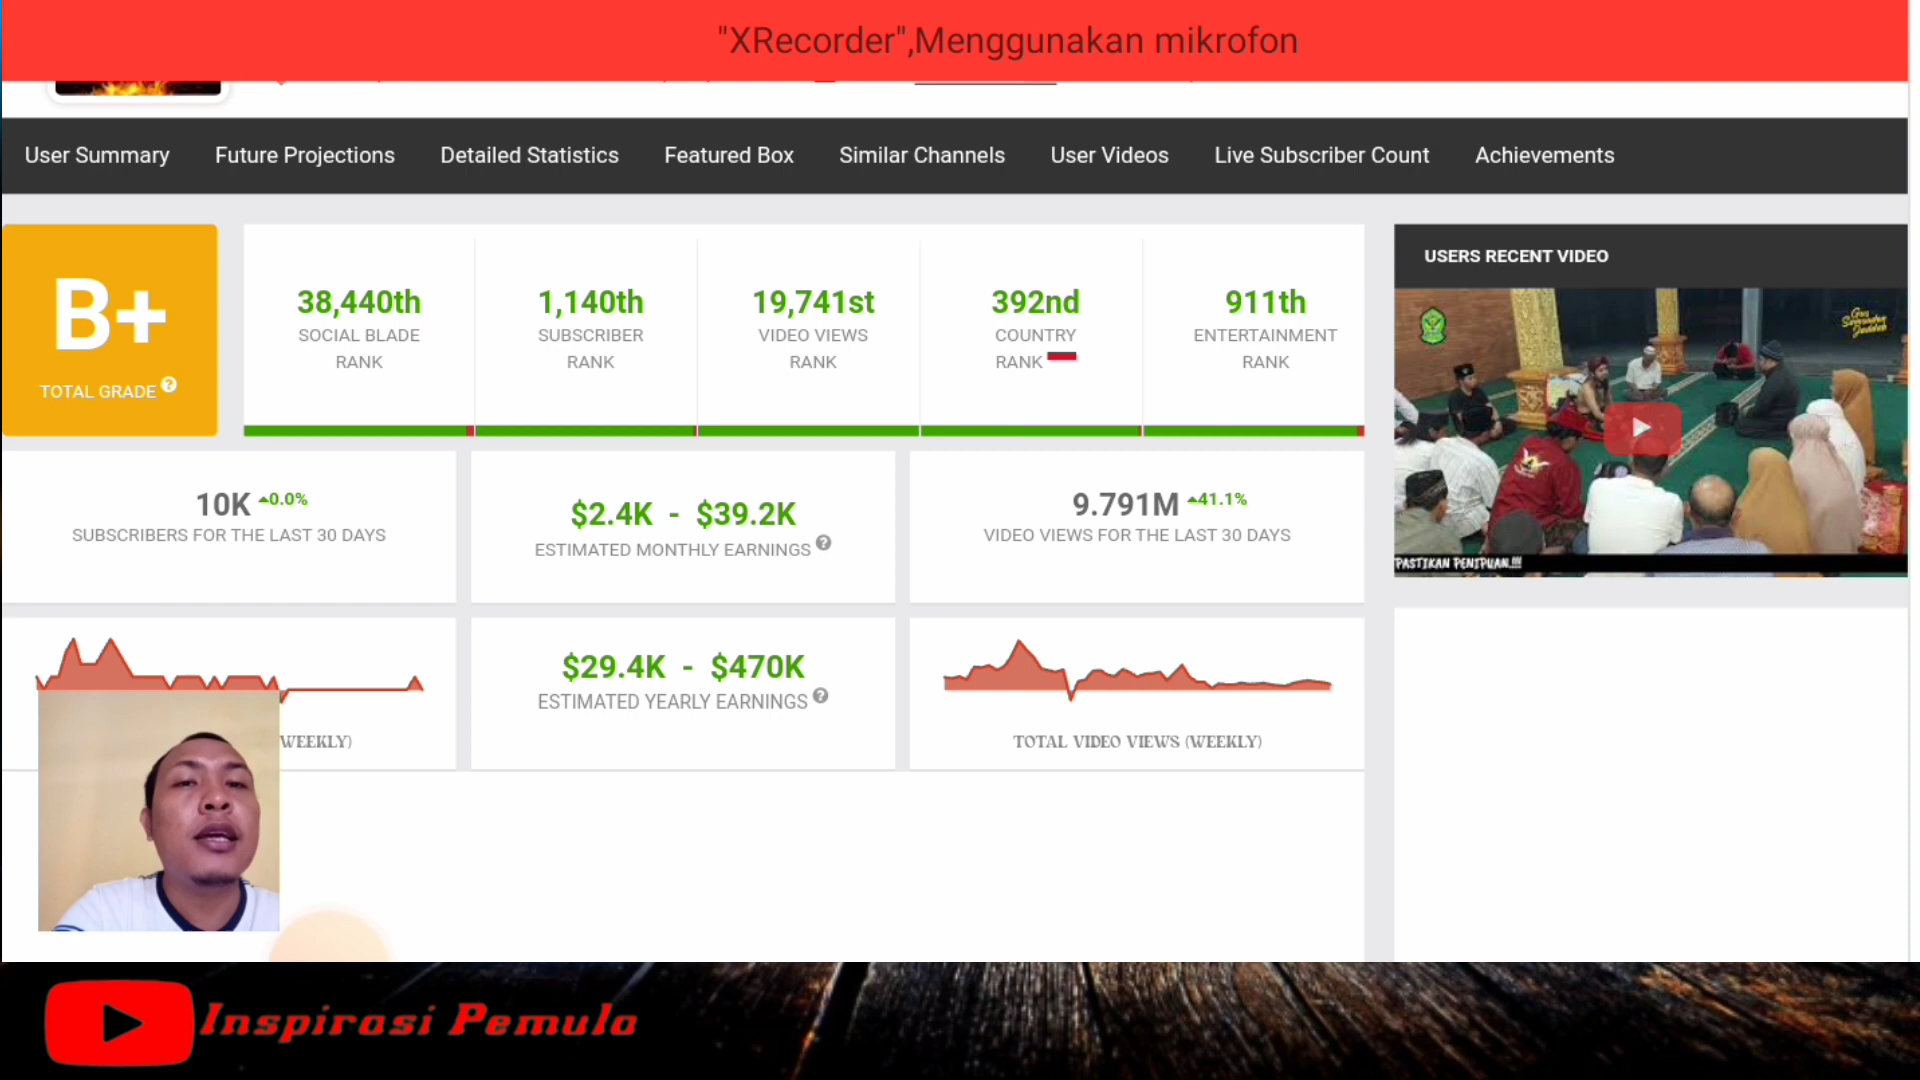 "XRecorder",Menggunakan mikrofon
User Summary
Future Projections
Detailed Statistics
Featured Box
Similar Channels
User Videos
Live Subscriber Count
Achievements
B+
TOTAL GRADE ?
38,440th
SOCIAL BLADE
RANK
1,140th
SUBSCRIBER
RANK
19,741st
VIDEO VIEWS
RANK
392nd
COUNTRY
RANK
911th
ENTERTAINMENT
RANK
USERS RECENT VIDEO
Gus
Samsudin
Jadab
PASTIKAN PENIPUAN.!!!
10K 0.0%
SUBSCRIBERS FOR THE LAST 30 DAYS
$2.4K - $39.2K
ESTIMATED MONTHLY EARNINGS ?
9.791M 41.1%
VIDEO VIEWS FOR THE LAST 30 DAYS
WEEKLY)
$29.4K - $470K
ESTIMATED YEARLY EARNINGS ?
TOTAL VIDEO VIEWS (WEEKLY)
Inspirasi Pemula